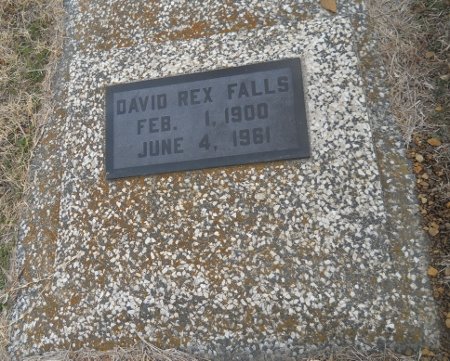 DAVID REX FALLS
FEB. 1, 1900
JUNE 4, 1961